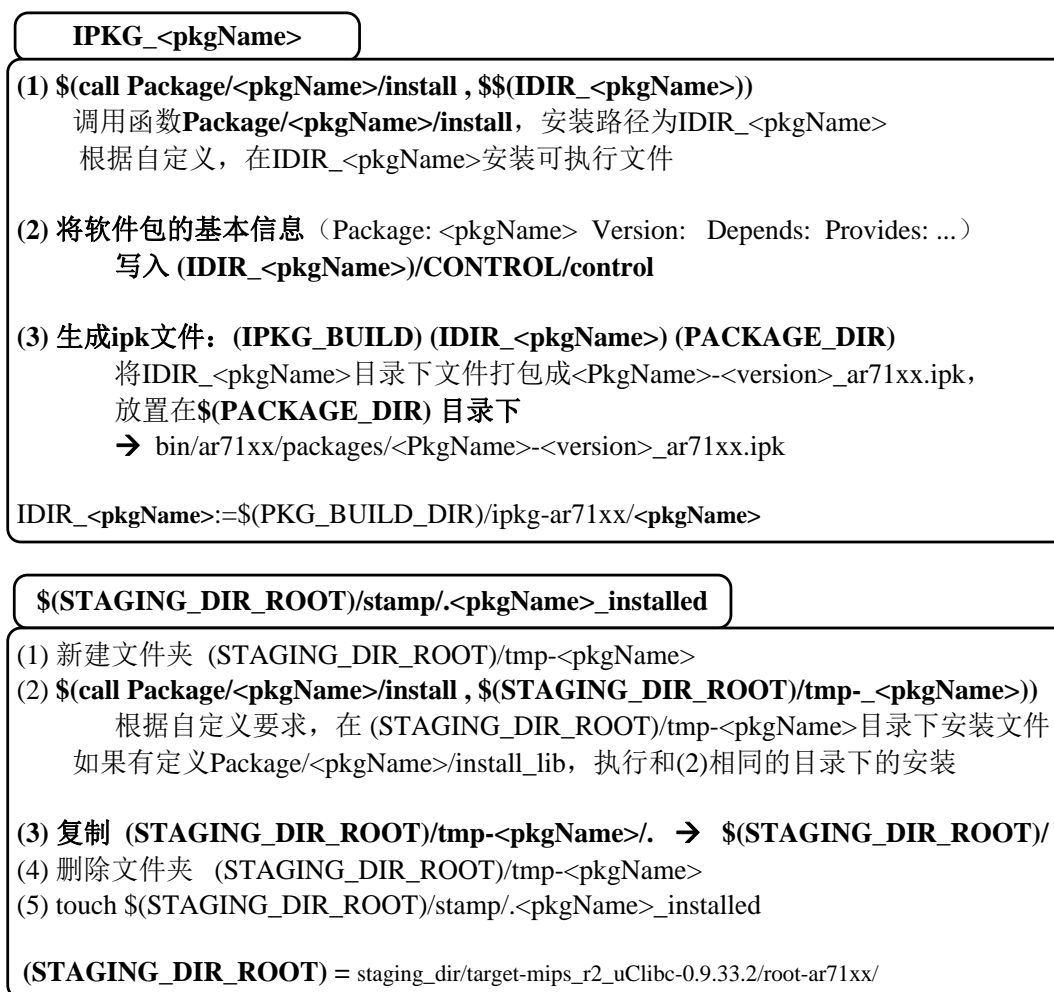 IPKG_<pkgName>
(1) $(call Package/<pkgName>/install , $$(IDIR_<pkgName>))
调用函数Package/<pkgName>/install，安装路径为IDIR_<pkgName>
根据自定义，在IDIR_<pkgName>安装可执行文件
(2) 将软件包的基本信息（Package: <pkgName> Version: Depends: Provides: ...）
写入 (IDIR_<pkgName>)/CONTROL/control
(3) 生成ipk文件：(IPKG_BUILD) (IDIR_<pkgName>) (PACKAGE_DIR)
将IDIR_<pkgName>目录下文件打包成<PkgName>-<version>_ar71xx.ipk，
放置在$(PACKAGE_DIR) 目录下
➔ bin/ar71xx/packages/<PkgName>-<version>_ar71xx.ipk
IDIR_<pkgName>:=$(PKG_BUILD_DIR)/ipkg-ar71xx/<pkgName>
$(STAGING_DIR_ROOT)/stamp/.<pkgName>_installed
(1) 新建文件夹 (STAGING_DIR_ROOT)/tmp-<pkgName>
(2) $(call Package/<pkgName>/install , $(STAGING_DIR_ROOT)/tmp-_<pkgName>))
根据自定义要求，在 (STAGING_DIR_ROOT)/tmp-<pkgName>目录下安装文件
如果有定义Package/<pkgName>/install_lib，执行和(2)相同的目录下的安装
(3) 复制 (STAGING_DIR_ROOT)/tmp-<pkgName>/. ➔ $(STAGING_DIR_ROOT)/
(4) 删除文件夹 (STAGING_DIR_ROOT)/tmp-<pkgName>
(5) touch $(STAGING_DIR_ROOT)/stamp/.<pkgName>_installed
(STAGING_DIR_ROOT) = staging_dir/target-mips_r2_uClibc-0.9.33.2/root-ar71xx/